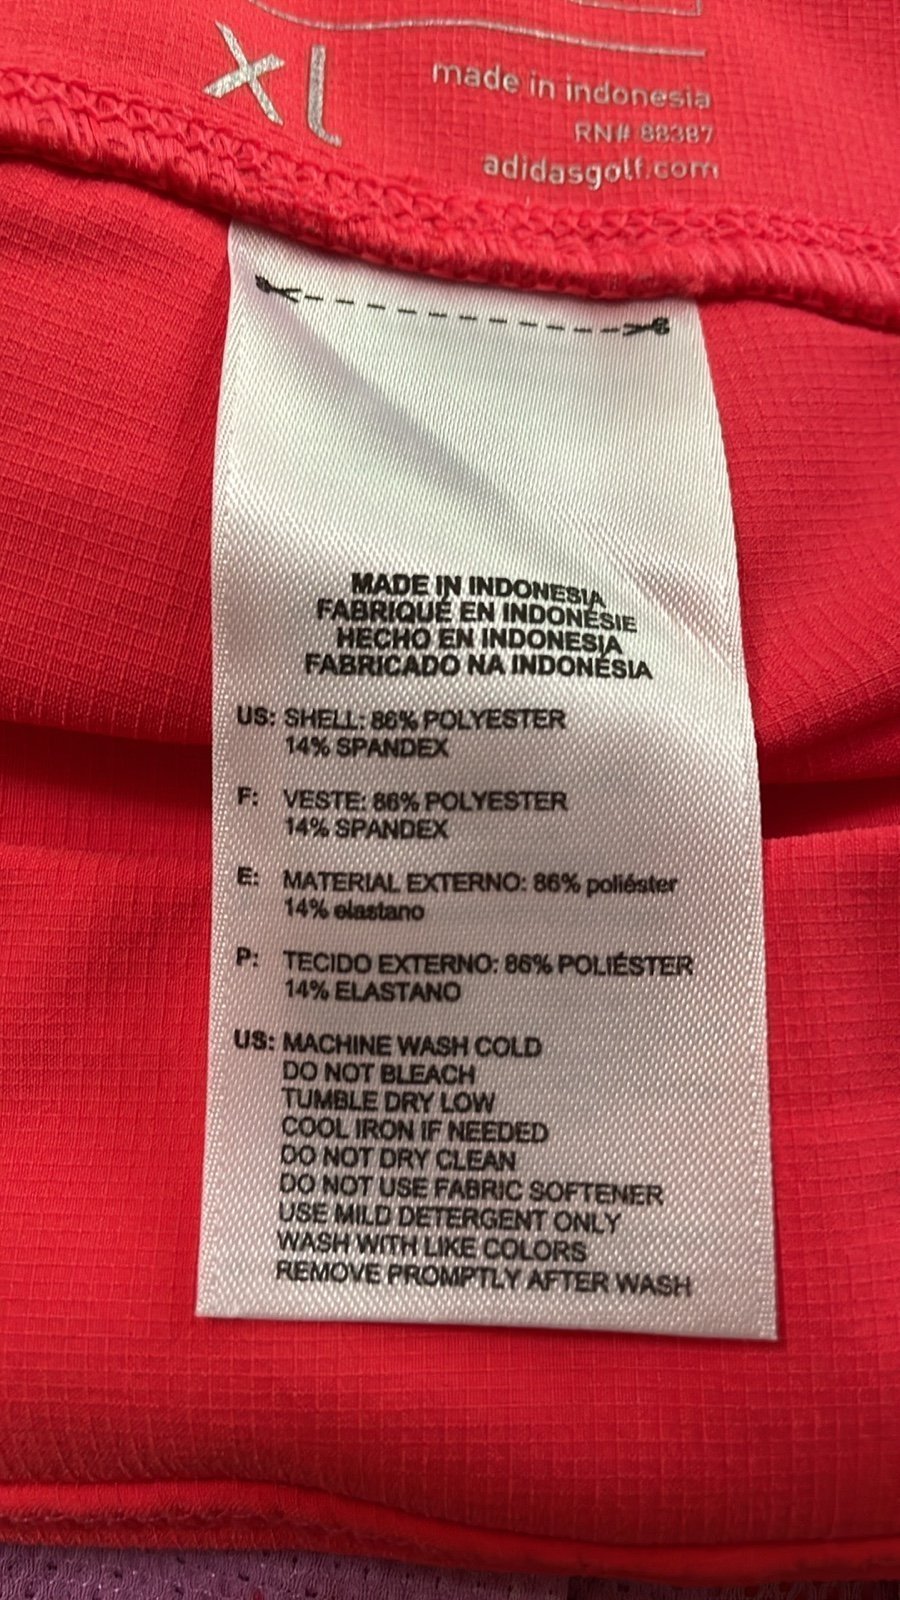 XL
made in indonesia
RN# 88387
adidasgolf.com
MADE IN INDONESIA
FABRIQUÉ EN INDONÉSIE
HECHO EN INDONESIA
FABRICADO NA INDONÉSIA
US: SHELL: 86% POLYESTER
14% SPANDEX
F: VESTE: 86% POLYESTER
14% SPANDEX
E: MATERIAL EXTERNO: 86% poliéster
14% elastano
P: TECIDO EXTERNO: 86% POLIÉSTER
14% ELASTANO
US: MACHINE WASH COLD
DO NOT BLEACH
TUMBLE DRY LOW
COOL IRON IF NEEDED
DO NOT DRY CLEAN
DO NOT USE FABRIC SOFTENER
USE MILD DETERGENT ONLY
WASH WITH LIKE COLORS
REMOVE PROMPTLY AFTER WASH